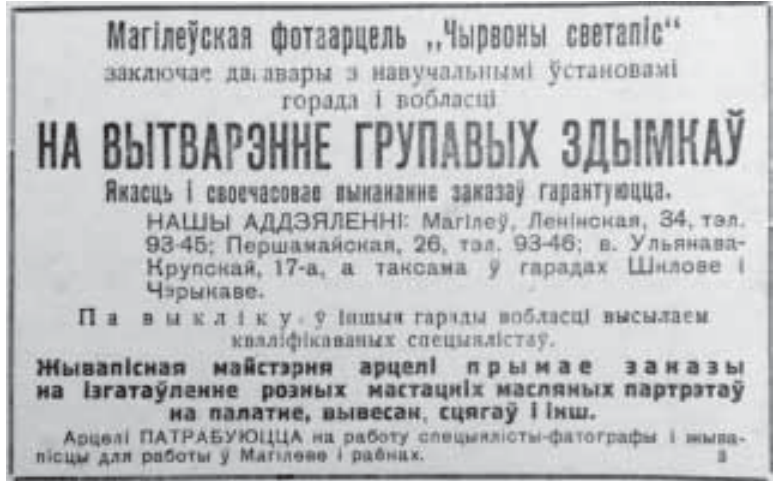 Магілеўская фотаарцель „Чырвоны светапіс“
заключае дагавары з навучальнымі ўстановамі
горада і вобласці
НА ВЫТВАРЭННЕ ГРУПАВЫХ ЗДЫМКАЎ
Якасць і своечасовае выкананне заказаў гарантуюцца.
НАШЫ АДДЗЯЛЕННІ: Магілеў, Ленінская, 34, тэл.
93-45; Першамайская, 26, тэл. 93-46; в. Ульянава-
Крупскай, 17-а, а таксама ў гарадах Шклове і
Чэрыкаве.
Па выкліку ў іншыя гарады вобласці высылаем
кваліфікаваных спецыялістаў.
Жывапісная майстэрня арцелі прымае заказы
на ізгатаўленне розных мастацніх масляных партрэтаў
на палатне, вывесак, сцягаў і інш.
Арцелі ПАТРАБУЮЦЦА на работу спецыялісты-фатографы і жыва-
пісцы для работы ў Магілеве і раёнах. 3